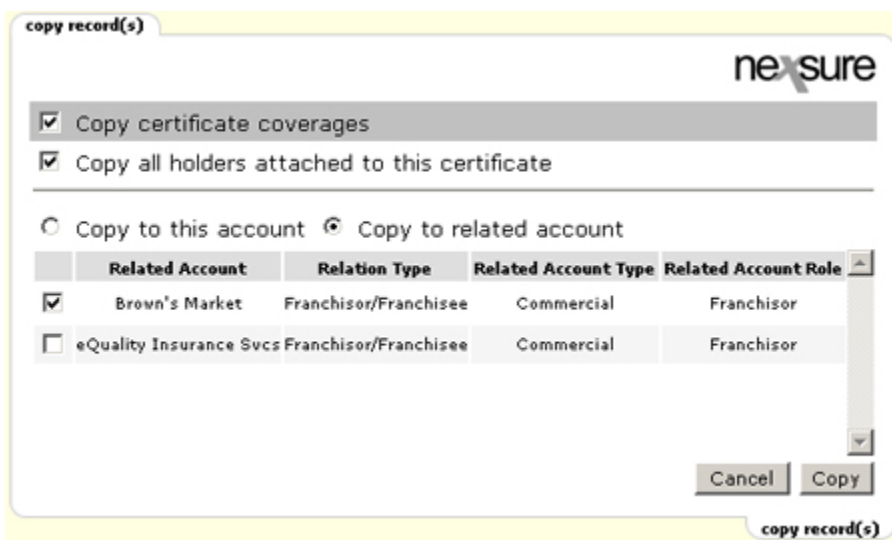 copy record(s)
nexsure
Copy certificate coverages
Copy all holders attached to this certificate
Copy to this account Copy to related account
Related Account Relation Type Related Account Type Related Account Role
Brown's Market Franchisor/Franchisee Commercial Franchisor
eQuality Insurance Svcs Franchisor/Franchisee Commercial Franchisor
Cancel Copy
copy record(s)